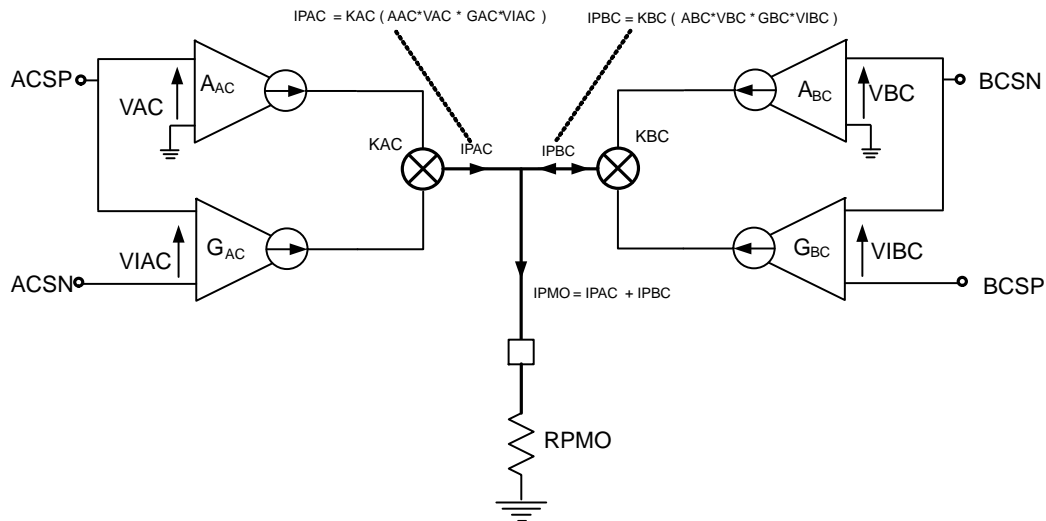 IPAC = KAC ( AAC*VAC * GAC*VIAC )
IPBC = KBC ( ABC*VBC * GBC*VIBC )
ACSP
VAC
AAC
ABC
VBC
BCSN
KAC
IPAC
IPBC
KBC
VIAC
GAC
GBC
VIBC
ACSN
BCSP
IPMO = IPAC + IPBC
RPMO